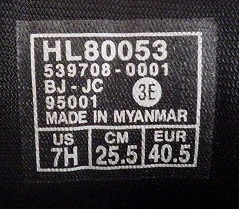 HL80053
539708-0001
BJ-JC
95001 3E
MADE IN MYANMAR
US CM EUR
7H 25.5 40.5